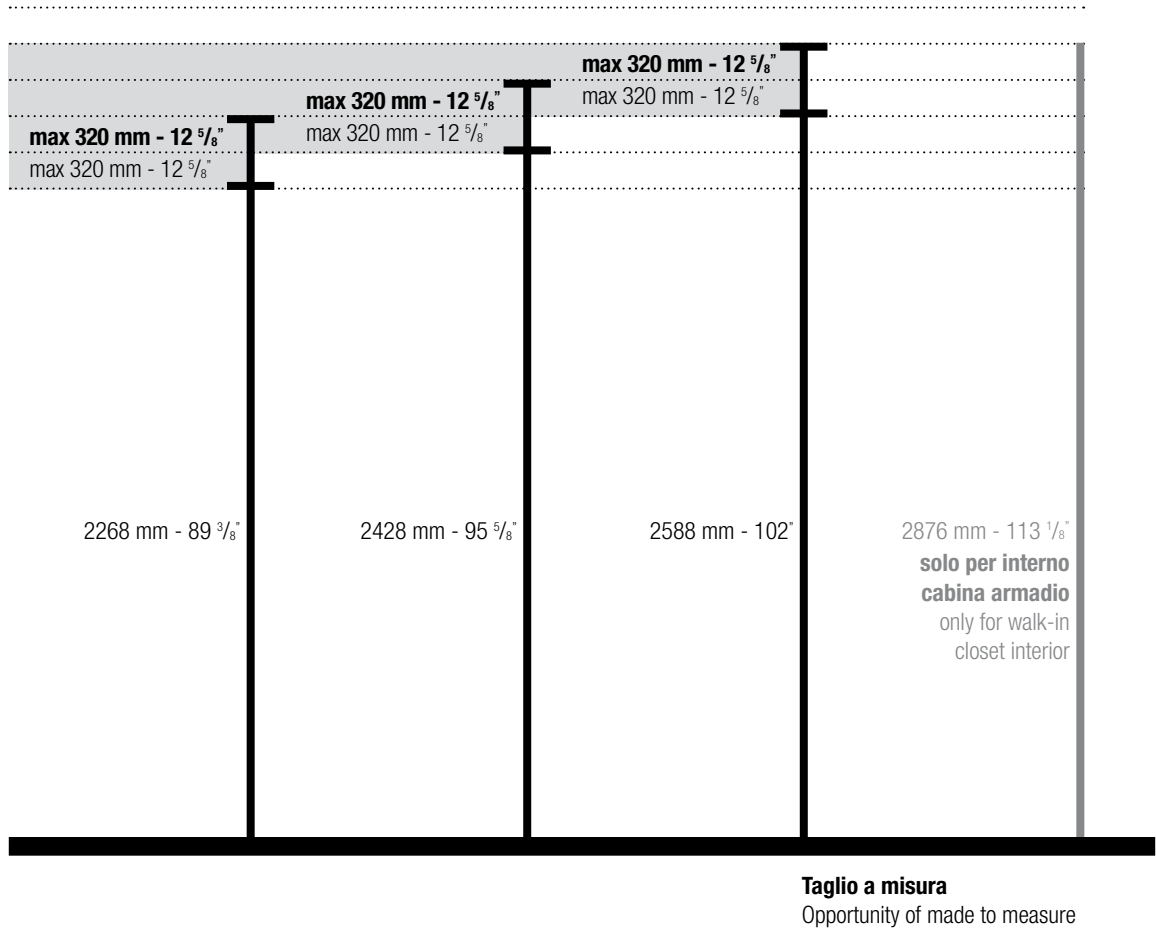 max 320 mm - 12 5/8"
max 320 mm - 12 5/8"
max 320 mm - 12 5/8"
max 320 mm - 12 5/8"
max 320 mm - 12 5/8"
max 320 mm - 12 5/8"
2268 mm - 89 3/8"
2428 mm - 95 5/8"
2588 mm - 102"
2876 mm - 113 1/8"
solo per interno
cabina armadio
only for walk-in
closet interior
Taglio a misura
Opportunity of made to measure